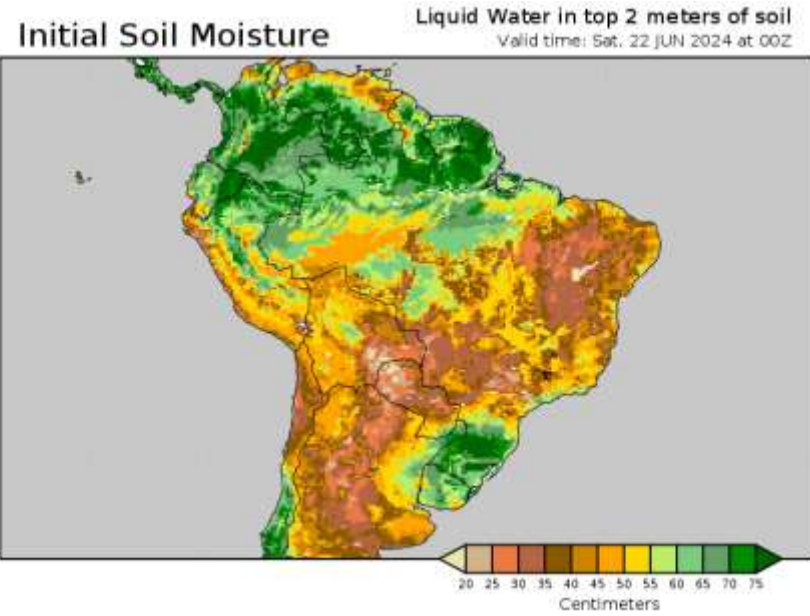 Initial Soil Moisture
Liquid Water in top 2 meters of soil
Valid time: Sat. 22 JUN 2024 at 00Z
20 25 30 35 40 45 50 55 60 65 70 75
Centimeters